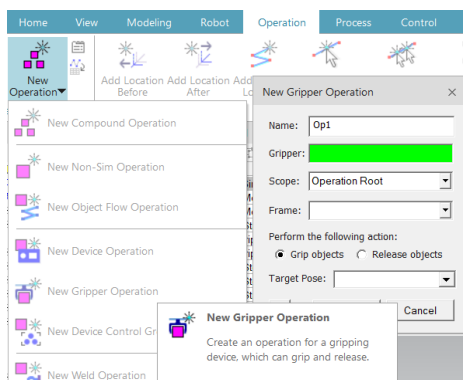 Home View Modeling Robot Operation Process Control
New
Operation
Add Location
Before
Add Location
After
Add
Lo
New Compound Operation
New Non-Sim Operation
New Object Flow Operation
New Device Operation
New Gripper Operation
New Device Control Gr
New Weld Operation
New Gripper Operation
Create an operation for a gripping
device, which can grip and release.
New Gripper Operation
Name: Op1
Gripper:
Scope: Operation Root
Frame:
Perform the following action:
Grip objects Release objects
Target Pose:
Cancel